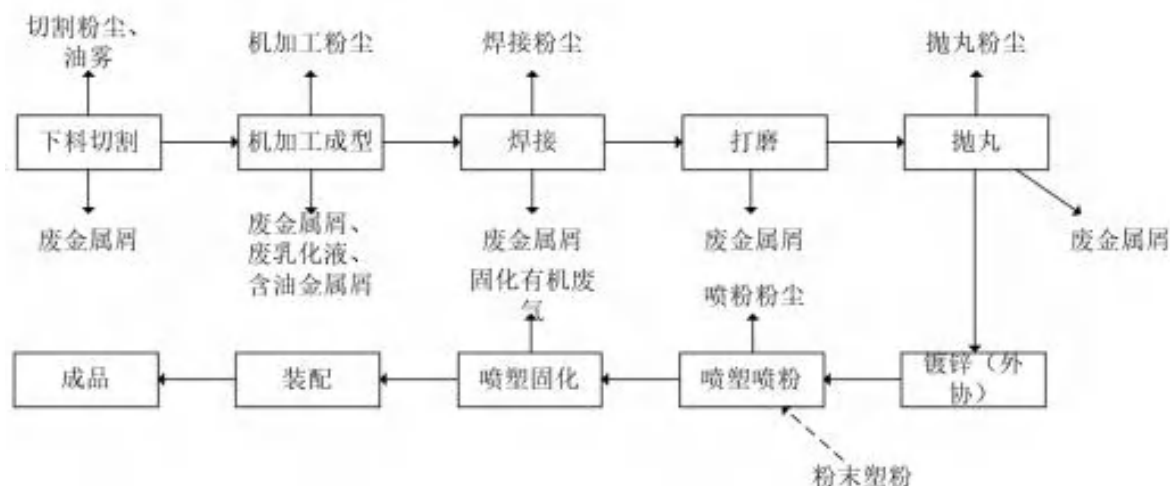 切割粉尘、
油雾
机加工粉尘
焊接粉尘
抛丸粉尘
下料切割
机加工成型
焊接
打磨
抛丸
废金属屑
废金属屑、
废乳化液、
含油金属屑
废金属屑
废金属屑
废金属屑
固化有机废
气
喷粉粉尘
成品
装配
喷塑固化
喷塑喷粉
镀锌（外
协）
粉末塑粉